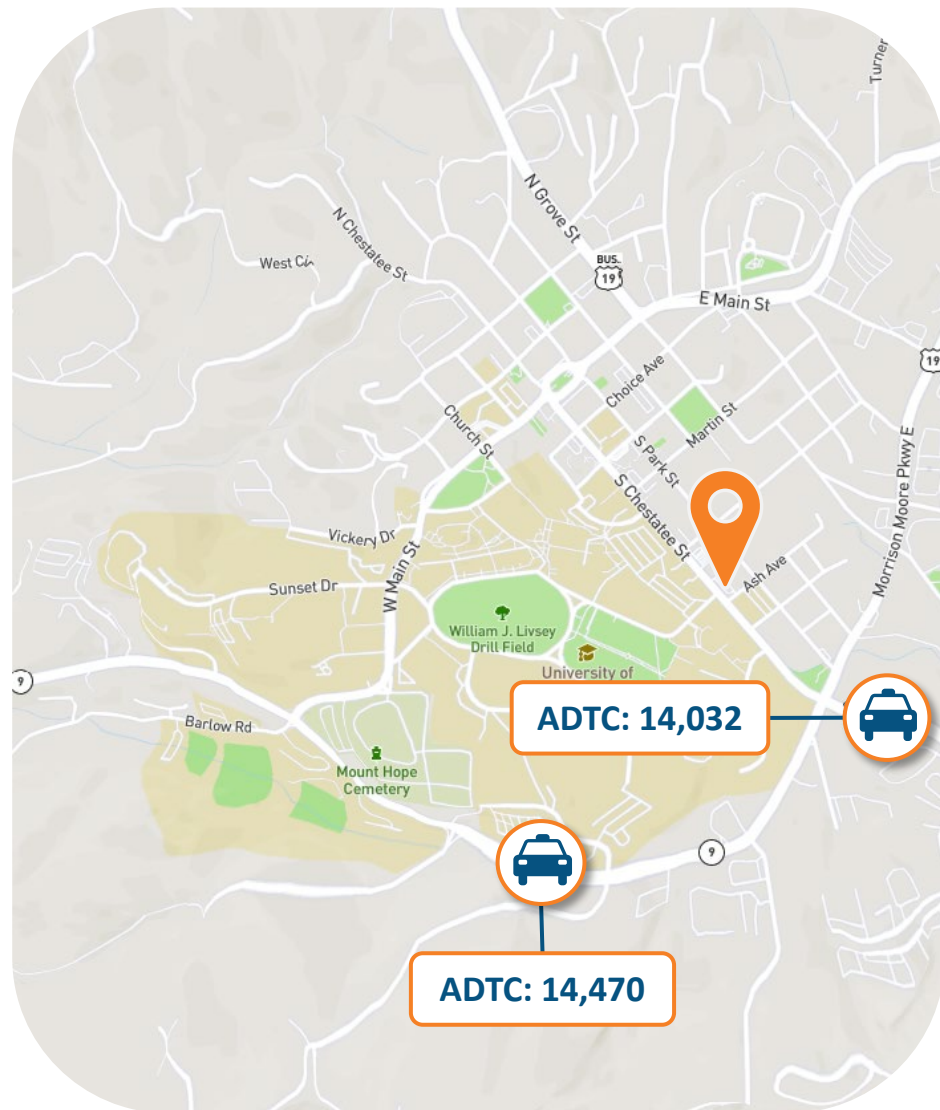 Turner
N Grove St
N Chestatee St
West Cir
BUS.
19
E Main St
19
Choice Ave
Church St
Martin St
S Park St
S Chestatee St
Morrison Moore Pkwy E
Vickery Dr
Ash Ave
Sunset Dr
W Main St
William J. Livsey
Drill Field
University of
9
ADTC: 14,032
Barlow Rd
Mount Hope
Cemetery
9
ADTC: 14,470